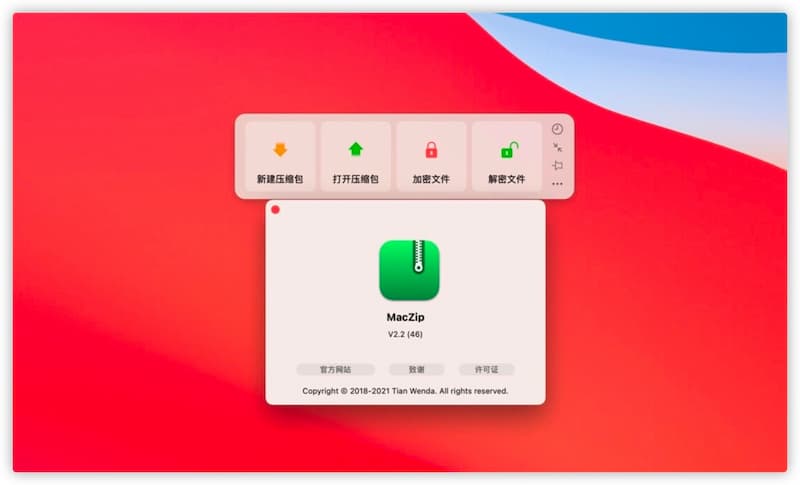 新建压缩包 打开压缩包 加密文件 解密文件
MacZip
V2.2 (46)
官方网站 致谢 许可证
Copyright © 2018-2021 Tian Wenda. All rights reserved.